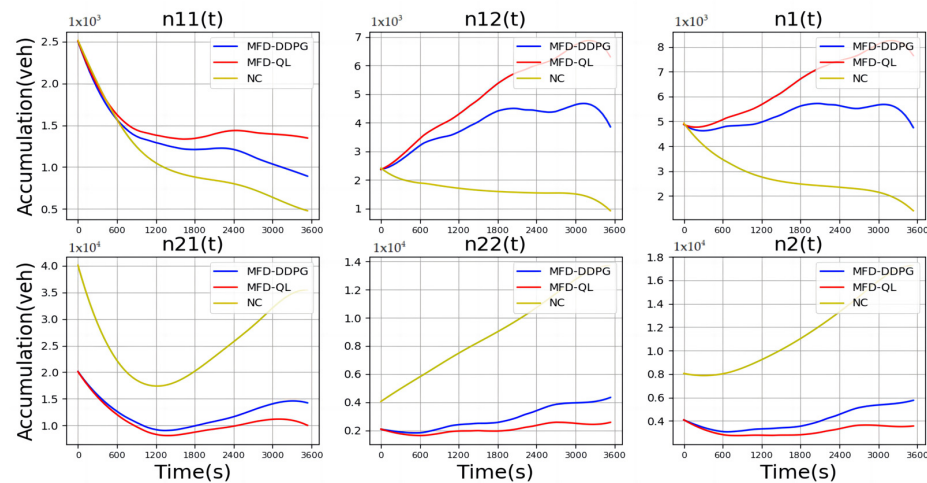 n11(t)
n12(t)
n1(t)
1x10³
1x10³
1x10³
Accumulation(veh)
2.5
2.0
1.5
1.0
0.5
7
6
5
4
3
2
1
8
7
6
5
4
3
2
MFD-DDPG
MFD-QL
NC
MFD-DDPG
MFD-QL
NC
MFD-DDPG
MFD-QL
NC
0 600 1200 1800 2400 3000 3600
0 600 1200 1800 2400 3000 3600
0 600 1200 1800 2400 3000 3600
n21(t)
n22(t)
n2(t)
1x10⁴
1x10⁴
1x10⁴
Accumulation(veh)
4.0
3.5
3.0
2.5
2.0
1.5
1.0
1.4
1.2
1.0
0.8
0.6
0.4
0.2
1.8
1.6
1.4
1.2
1.0
0.8
0.6
0.4
MFD-DDPG
MFD-QL
NC
MFD-DDPG
MFD-QL
NC
MFD-DDPG
MFD-QL
NC
0 600 1200 1800 2400 3000 3600
0 600 1200 1800 2400 3000 3600
0 600 1200 1800 2400 3000 3600
Time(s)
Time(s)
Time(s)